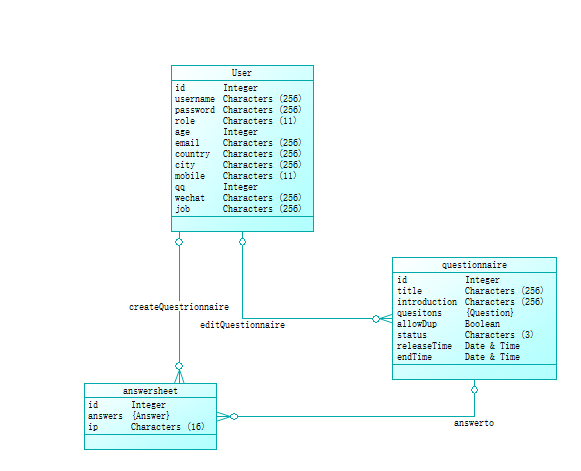 User
id Integer
username Characters (256)
password Characters (256)
role Characters (11)
age Integer
email Characters (256)
country Characters (256)
city Characters (256)
mobile Characters (11)
qq Integer
wechat Characters (256)
job Characters (256)
questionnaire
id Integer
title Characters (256)
introduction Characters (256)
quesitons {Question}
allowDup Boolean
status Characters (3)
releaseTime Date & Time
endTime Date & Time
createQuestrionnaire
editQuestionnaire
answersheet
id Integer
answers {Answer}
ip Characters (16)
answerto